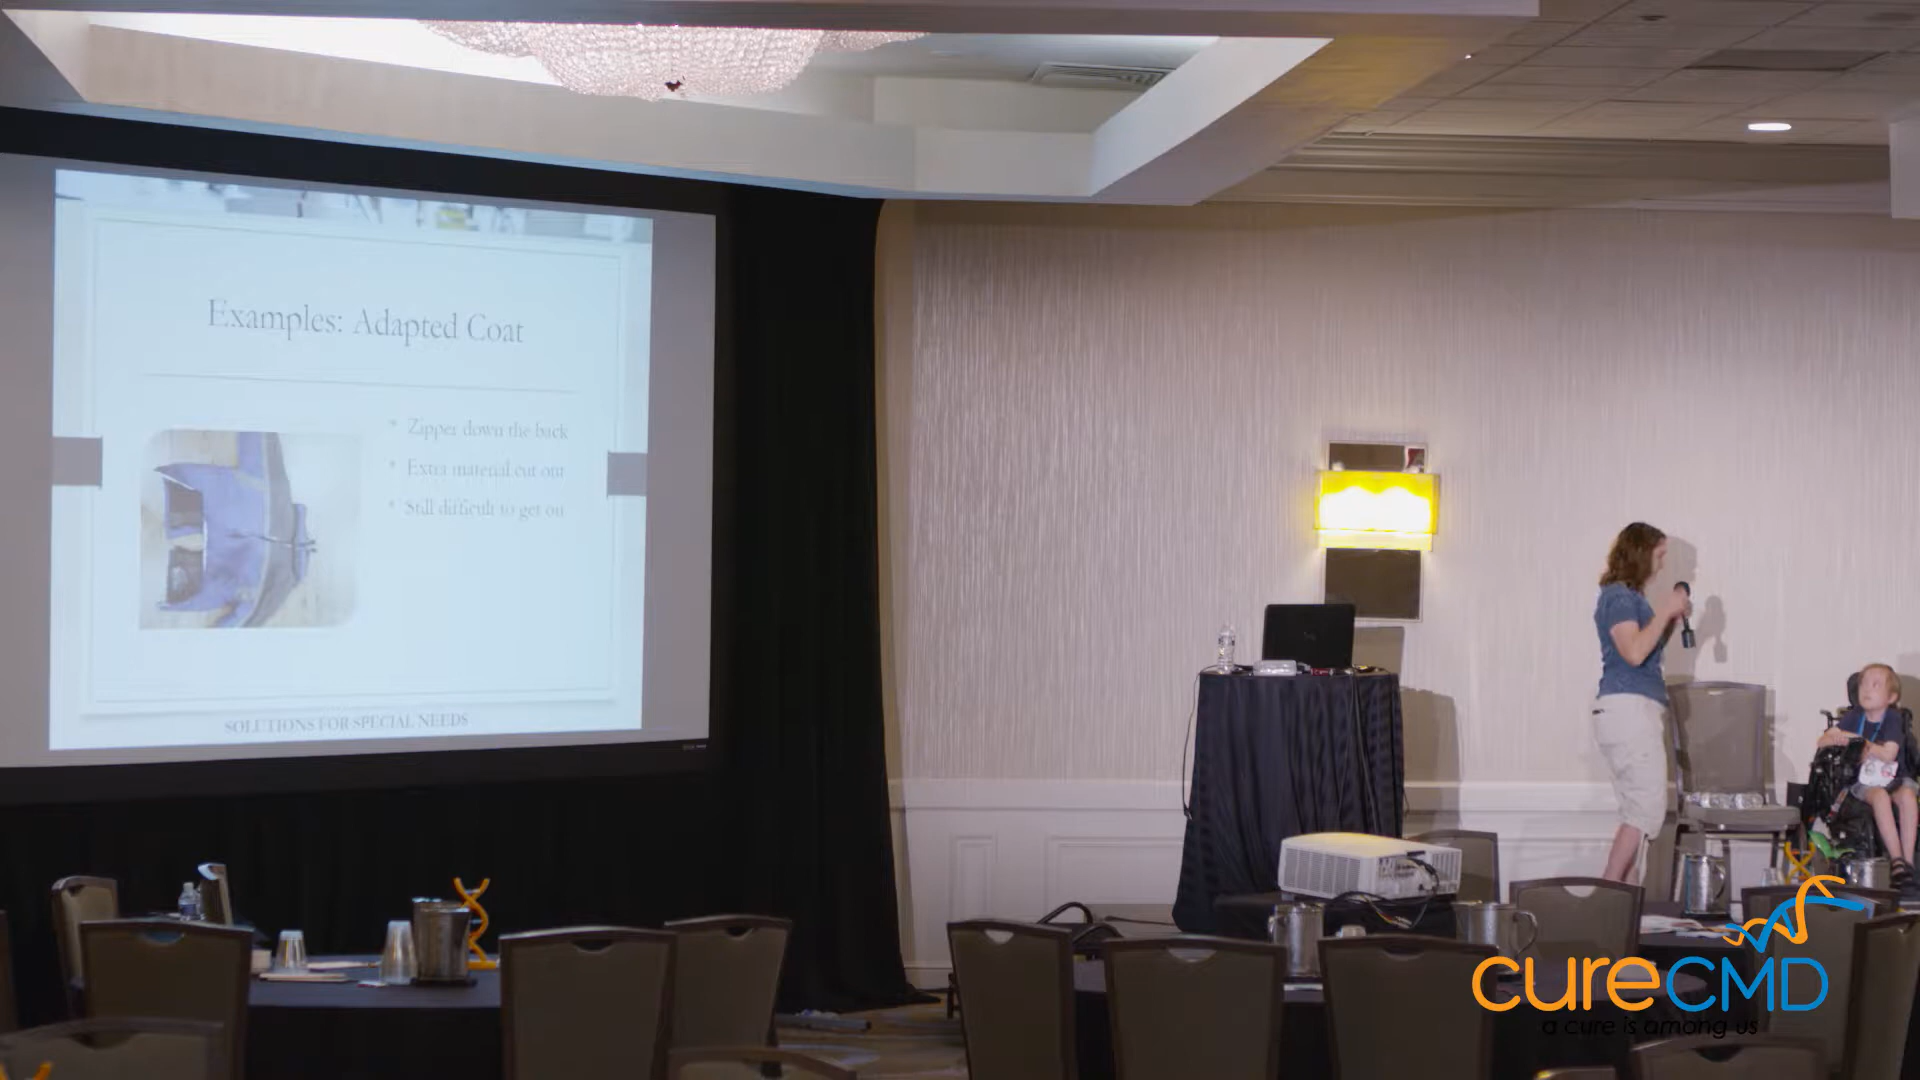 Examples: Adapted Coat
* Zipper down the back
* Extra material cut out
* Still difficult to get on
SOLUTIONS FOR SPECIAL NEEDS
cureCMD
a cure is among us